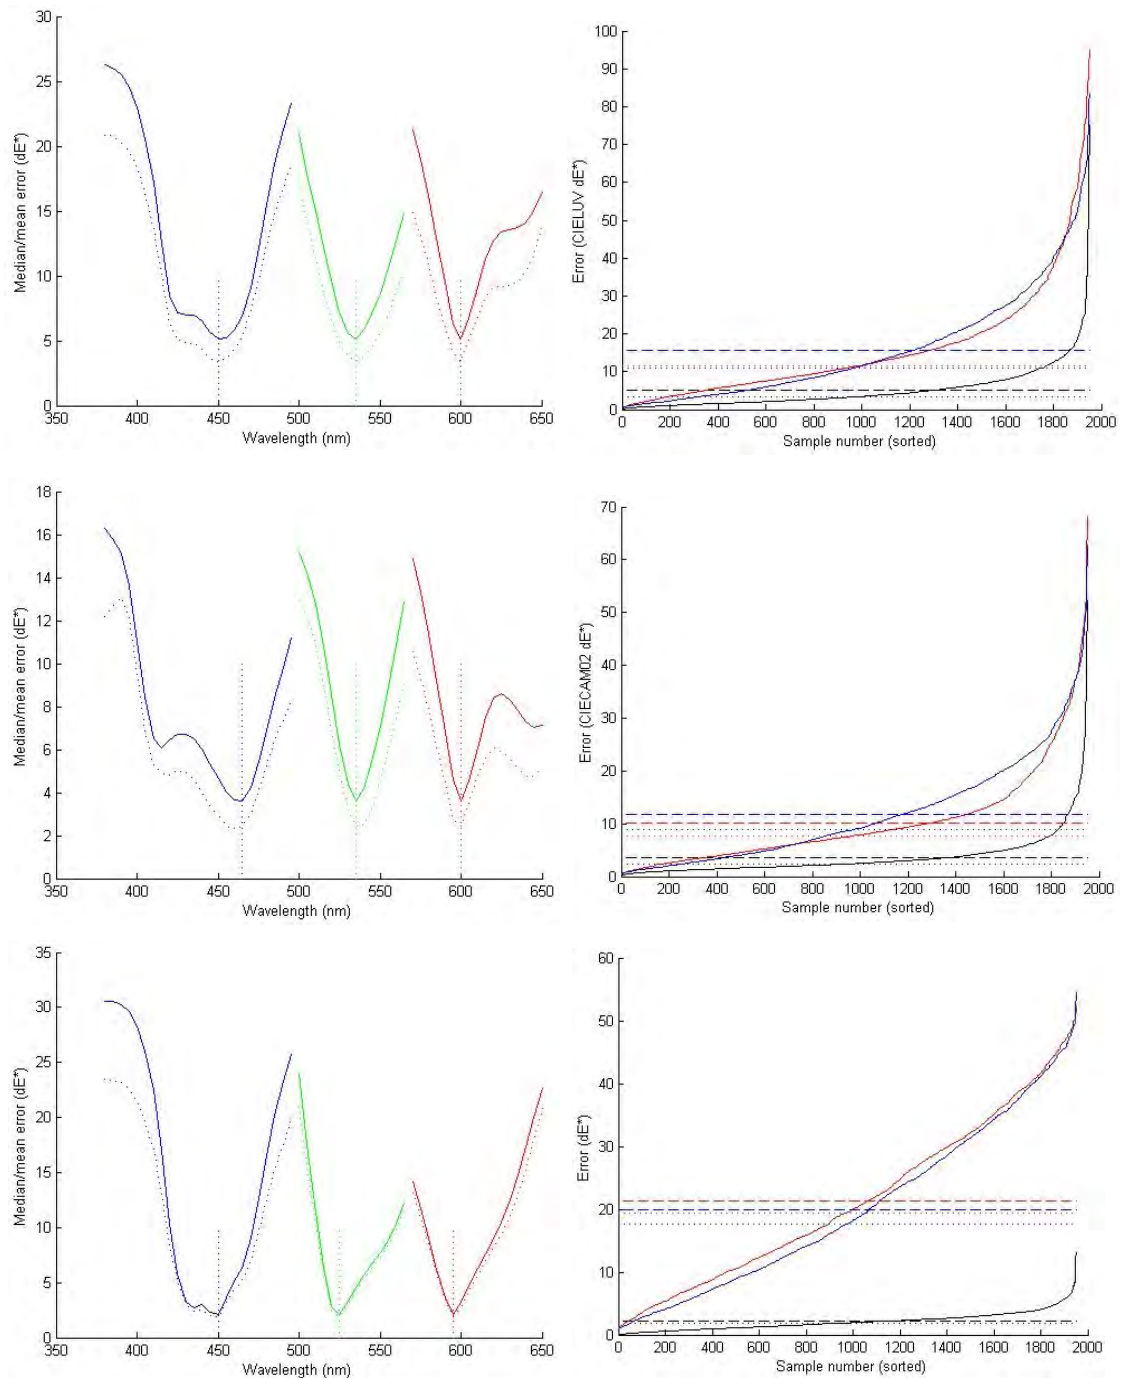 30
25
20
15
10
5
0
350 400 450 500 550 600 650
Wavelength (nm)
Median/mean error (dE*)
100
90
80
70
60
50
40
30
20
10
0
0 200 400 600 800 1000 1200 1400 1600 1800 2000
Sample number (sorted)
Error (CIELUV dE*)
18
16
14
12
10
8
6
4
2
0
350 400 450 500 550 600 650
Wavelength (nm)
Median/mean error (dE*)
70
60
50
40
30
20
10
0
0 200 400 600 800 1000 1200 1400 1600 1800 2000
Sample number (sorted)
Error (CIECAM02 dE*)
35
30
25
20
15
10
5
0
350 400 450 500 550 600 650
Wavelength (nm)
Median/mean error (dE*)
60
50
40
30
20
10
0
0 200 400 600 800 1000 1200 1400 1600 1800 2000
Sample number (sorted)
Error (dE*)